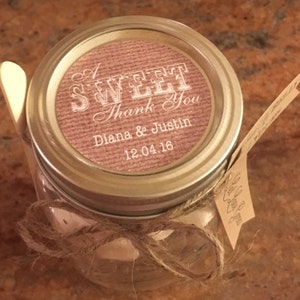 A
SWEET
Thank You
Diana & Justin
12.04.16